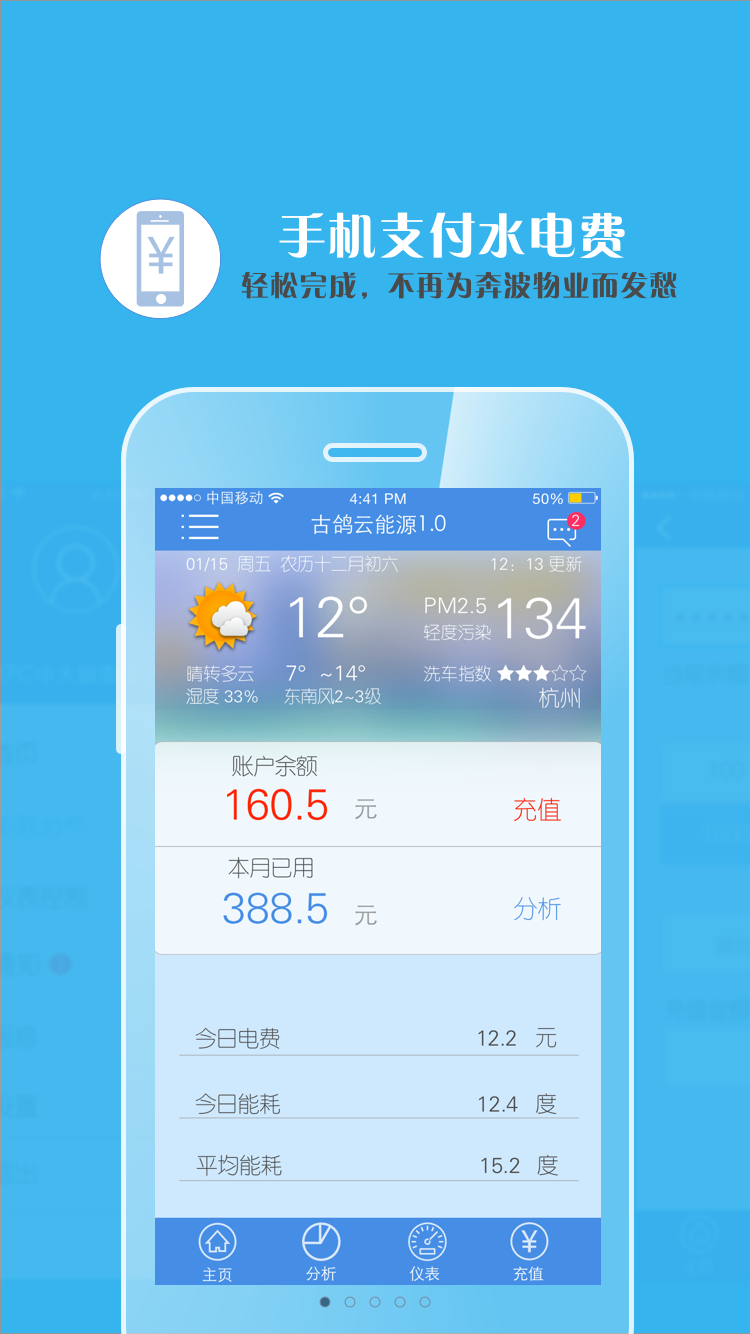 ¥
手机支付水电费
轻松完成，不再为奔波物业而发愁
中国移动 4:41 PM 50%
古鸽云能源1.0 2
01/15 周五 农历十二月初六 12：13 更新
12° PM2.5 134
轻度污染
晴转多云 7° ~14° 洗车指数
湿度 33% 东南风2~3级 杭州
账户余额
160.5 元 充值
本月已用
388.5 元 分析
今日电费 12.2 元
今日能耗 12.4 度
平均能耗 15.2 度
¥
主页 分析 仪表 充值